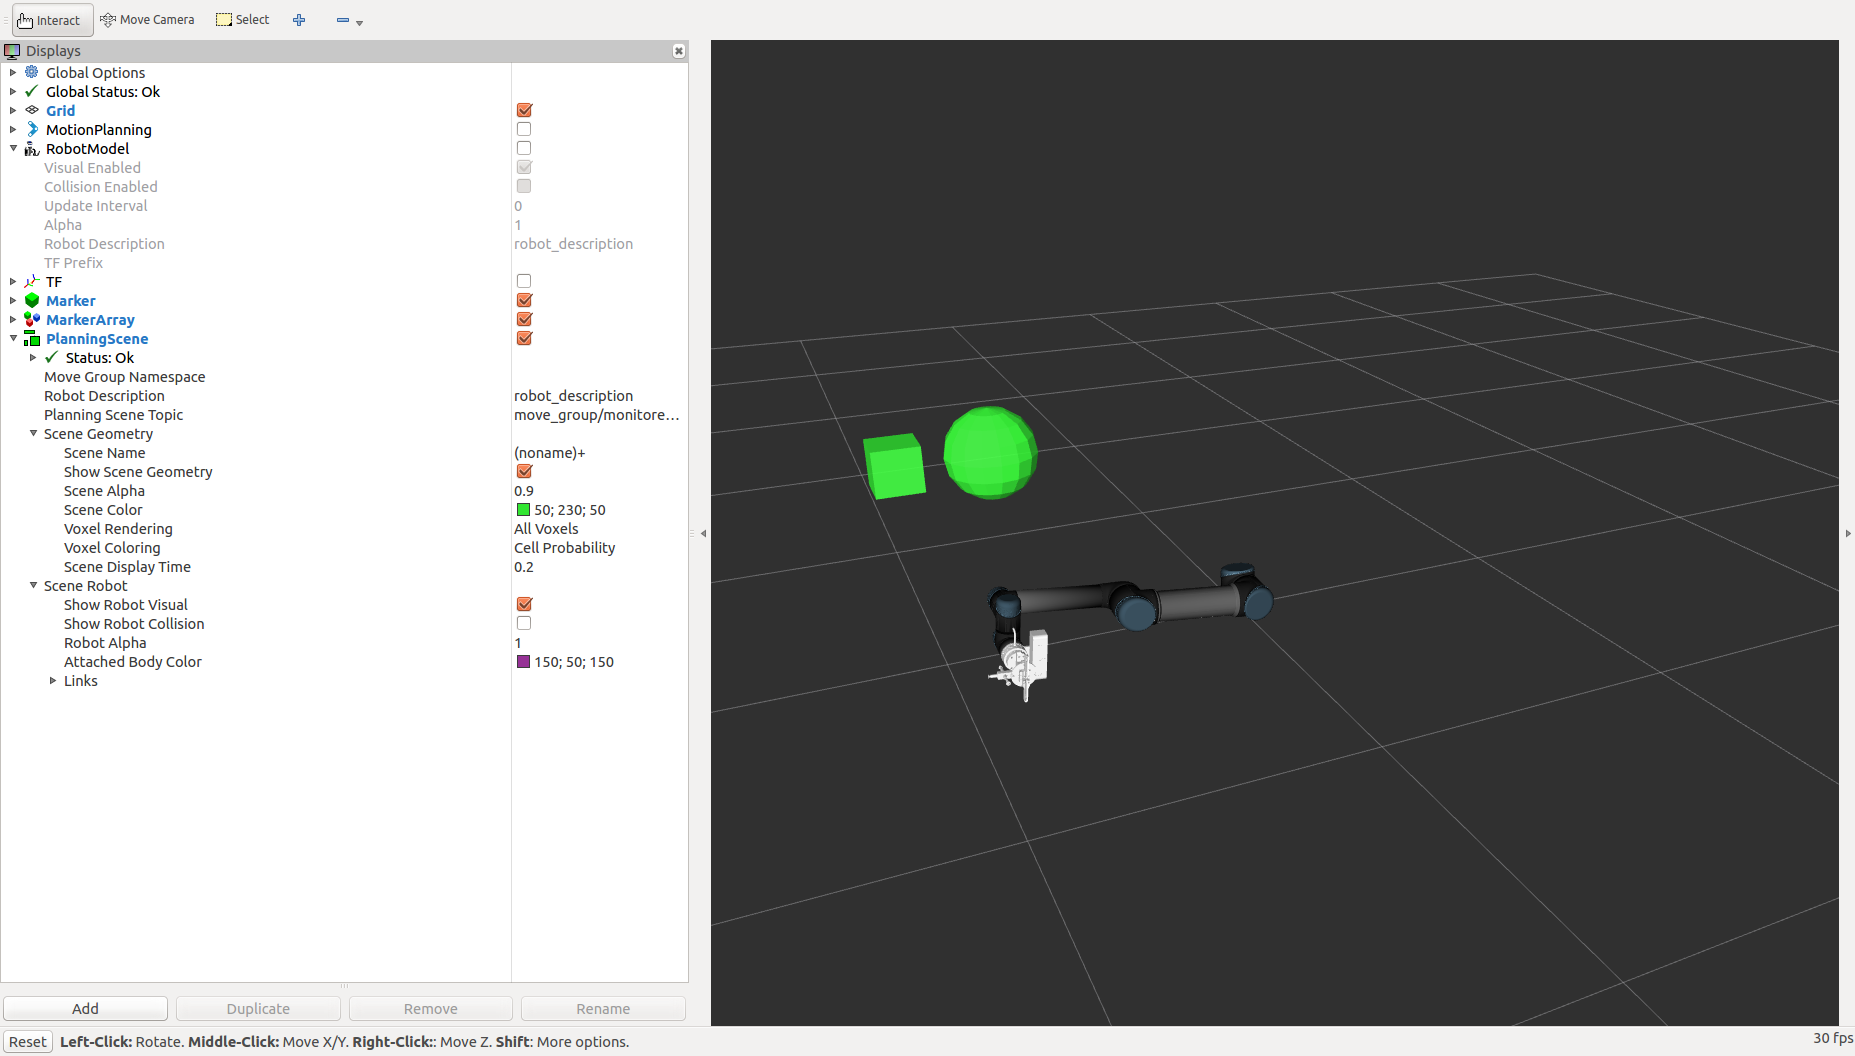 Interact Move Camera Select
Displays
Global Options
Global Status: Ok
Grid
MotionPlanning
RobotModel
Visual Enabled
Collision Enabled
Update Interval 0
Alpha 1
Robot Description robot_description
TF Prefix
TF
Marker
MarkerArray
PlanningScene
Status: Ok
Move Group Namespace
Robot Description robot_description
Planning Scene Topic move_group/monitore...
Scene Geometry
Scene Name (noname)+
Show Scene Geometry
Scene Alpha 0.9
Scene Color 50; 230; 50
Voxel Rendering All Voxels
Voxel Coloring Cell Probability
Scene Display Time 0.2
Scene Robot
Show Robot Visual
Show Robot Collision
Robot Alpha 1
Attached Body Color 150; 50; 150
Links
Add Duplicate Remove Rename
Reset Left-Click: Rotate. Middle-Click: Move X/Y. Right-Click:: Move Z. Shift: More options. 30 fps